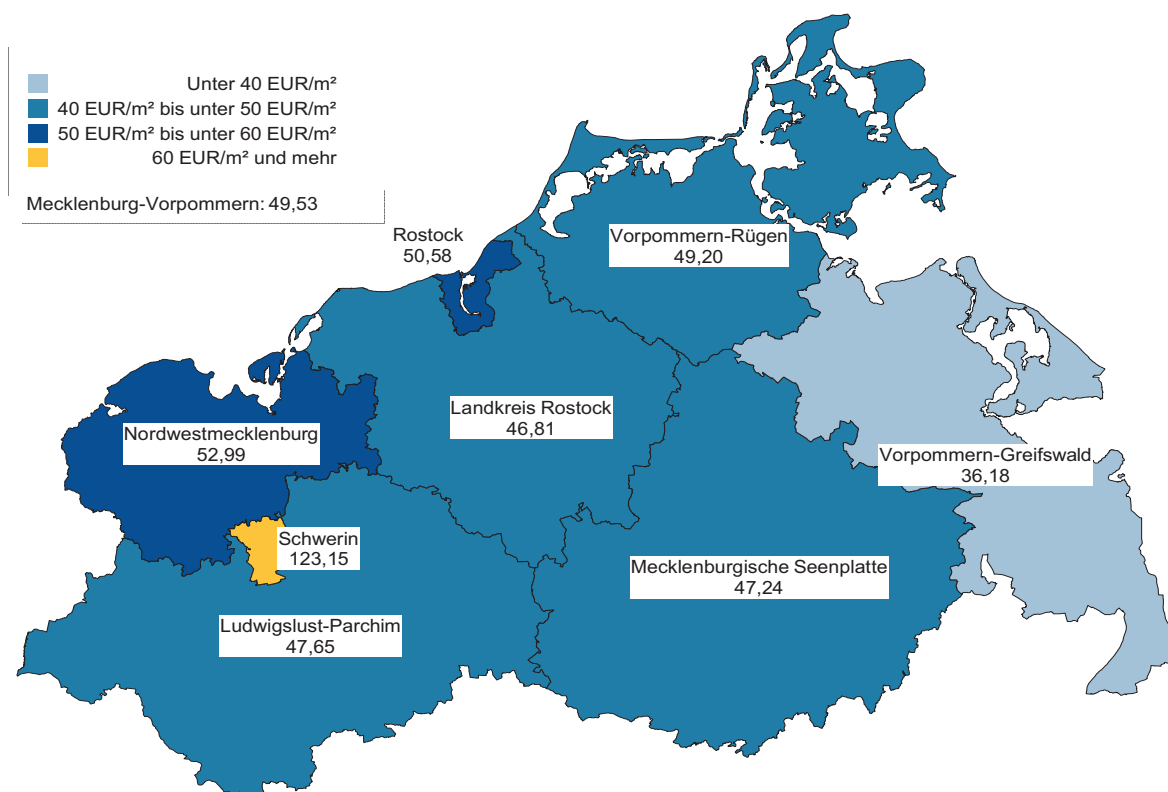 Unter 40 EUR/m²
40 EUR/m² bis unter 50 EUR/m²
50 EUR/m² bis unter 60 EUR/m²
60 EUR/m² und mehr
Mecklenburg-Vorpommern: 49,53
Rostock
50,58
Vorpommern-Rügen
49,20
Landkreis Rostock
46,81
Nordwestmecklenburg
52,99
Vorpommern-Greifswald
36,18
Schwerin
123,15
Mecklenburgische Seenplatte
47,24
Ludwigslust-Parchim
47,65